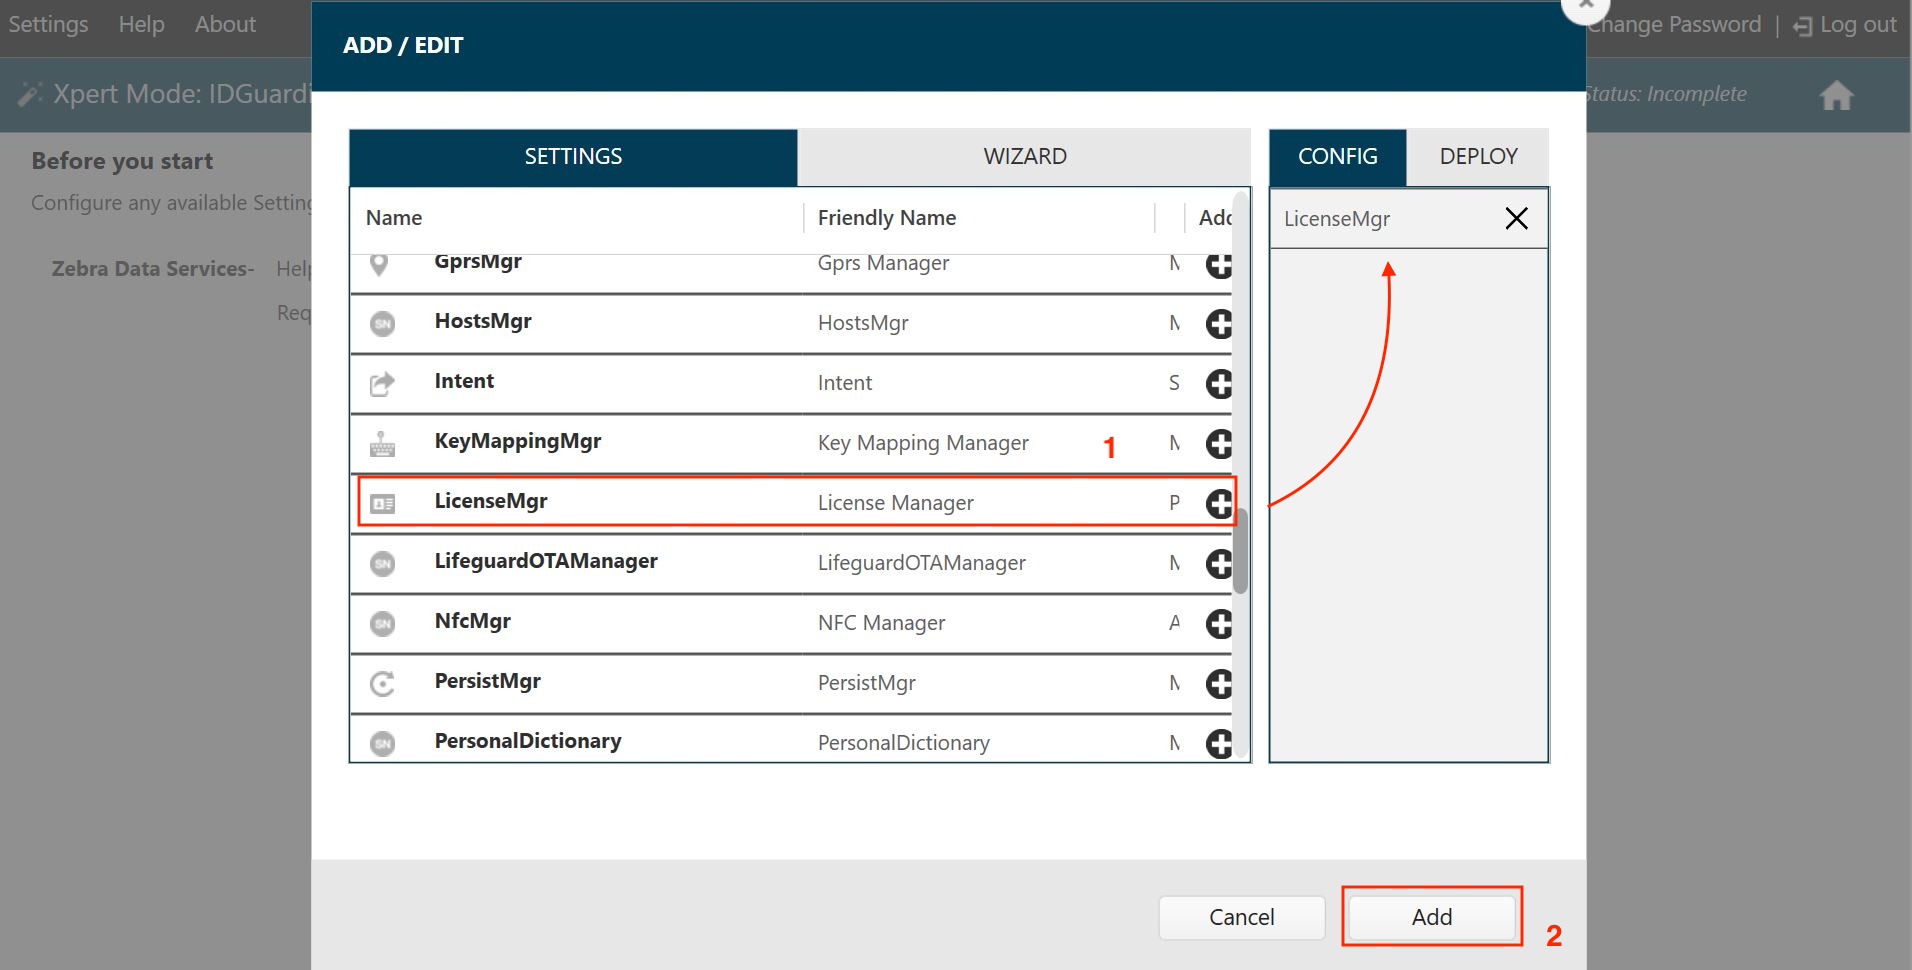 Settings Help About
Change Password | Log out
ADD / EDIT
Xpert Mode: IDGuardi
Status: Incomplete
Before you start
Configure any available Setting
Zebra Data Services- Help
Req
SETTINGS WIZARD
CONFIG DEPLOY
Name Friendly Name Add
LicenseMgr
GprsMgr Gprs Manager M
HostsMgr HostsMgr M
Intent Intent S
KeyMappingMgr Key Mapping Manager 1 M
LicenseMgr License Manager P
LifeguardOTAManager LifeguardOTAManager M
NfcMgr NFC Manager A
PersistMgr PersistMgr M
PersonalDictionary PersonalDictionary M
Cancel Add 2